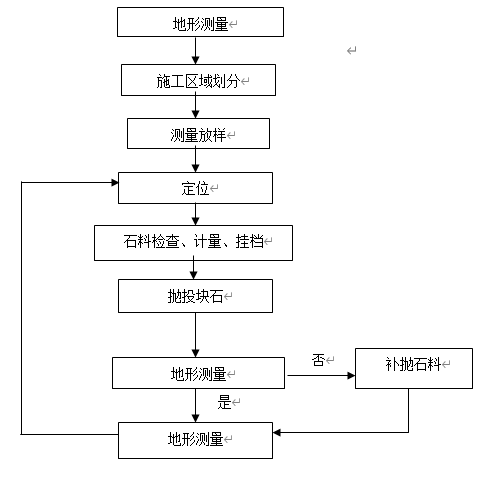 地形测量
施工区域划分
测量放样
定位
石料检查、计量、挂档
抛投块石
地形测量
否
补抛石料
是
地形测量